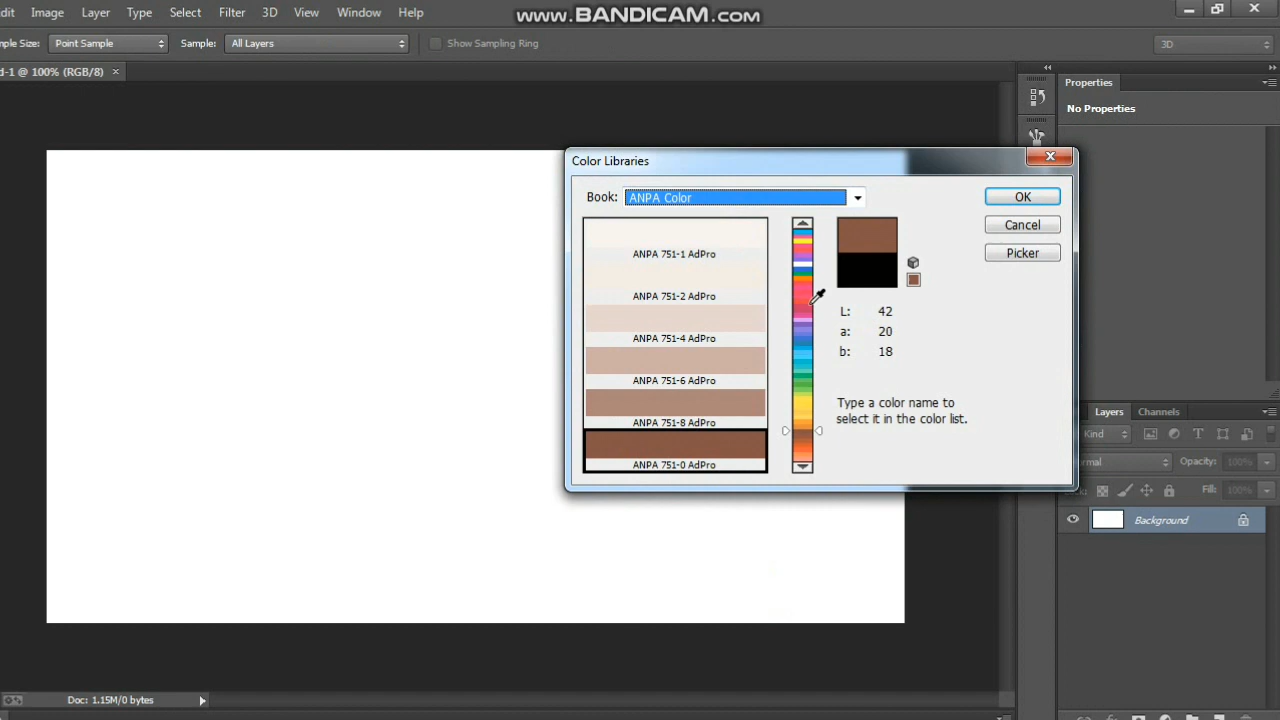 dit Image Layer Type Select Filter 3D View Window Help
www.BANDICAM.com
mple Size: Point Sample Sample: All Layers Show Sampling Ring 3D
d-1 @ 100% (RGB/8) ×
Properties
No Properties
Color Libraries
Book: ANPA Color
OK
Cancel
Picker
ANPA 751-1 AdPro
ANPA 751-2 AdPro
ANPA 751-4 AdPro
ANPA 751-6 AdPro
ANPA 751-8 AdPro
ANPA 751-0 AdPro
L: 42
a: 20
b: 18
Type a color name to
select it in the color list.
Layers Channels
Kind
rmal Opacity: 100%
Fill: 100%
Background
Doc: 1.15M/0 bytes